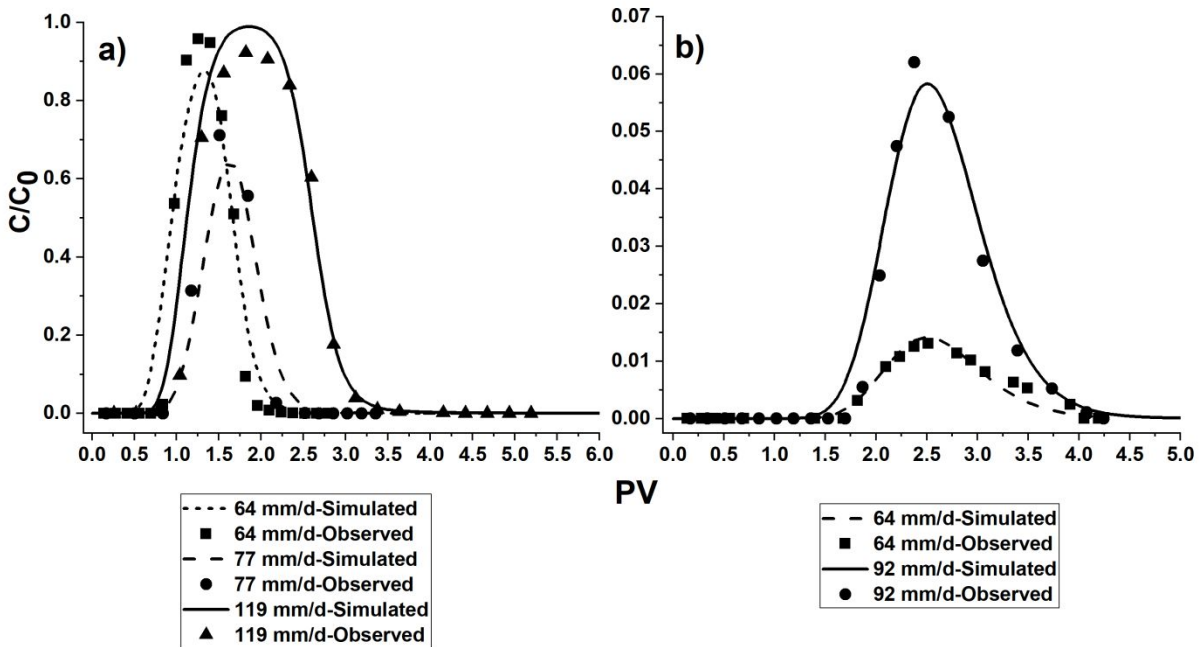 a)
1.0
0.8
0.6
0.4
0.2
0.0
C/C0
0.0 0.5 1.0 1.5 2.0 2.5 3.0 3.5 4.0 4.5 5.0 5.5 6.0
b)
0.07
0.06
0.05
0.04
0.03
0.02
0.01
0.00
0.0 0.5 1.0 1.5 2.0 2.5 3.0 3.5 4.0 4.5 5.0
PV
64 mm/d-Simulated
64 mm/d-Observed
77 mm/d-Simulated
77 mm/d-Observed
119 mm/d-Simulated
119 mm/d-Observed
64 mm/d-Simulated
64 mm/d-Observed
92 mm/d-Simulated
92 mm/d-Observed